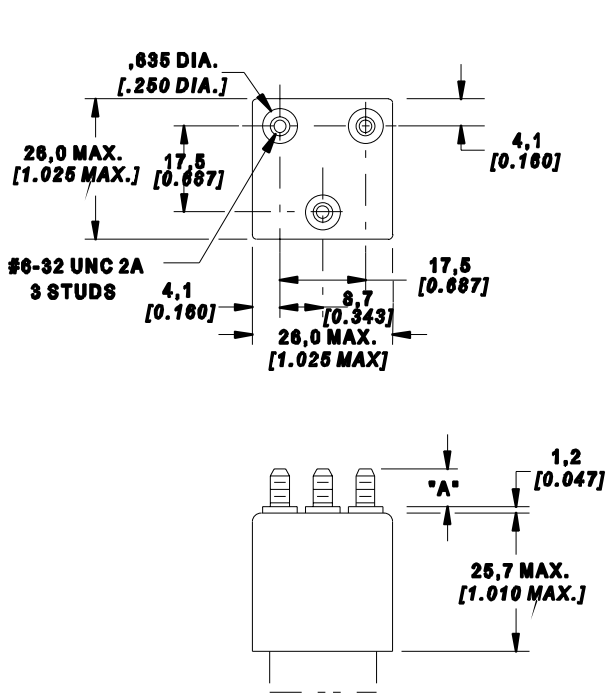 ,635 DIA.
[.250 DIA.]
26,0 MAX.
[1.025 MAX.]
17,5
[0.687]
4,1
[0.160]
#6-32 UNC 2A
3 STUDS
4,1
[0.160]
17,5
[0.687]
8,7
[0.343]
26,0 MAX.
[1.025 MAX]
"A"
1,2
[0.047]
25,7 MAX.
[1.010 MAX.]